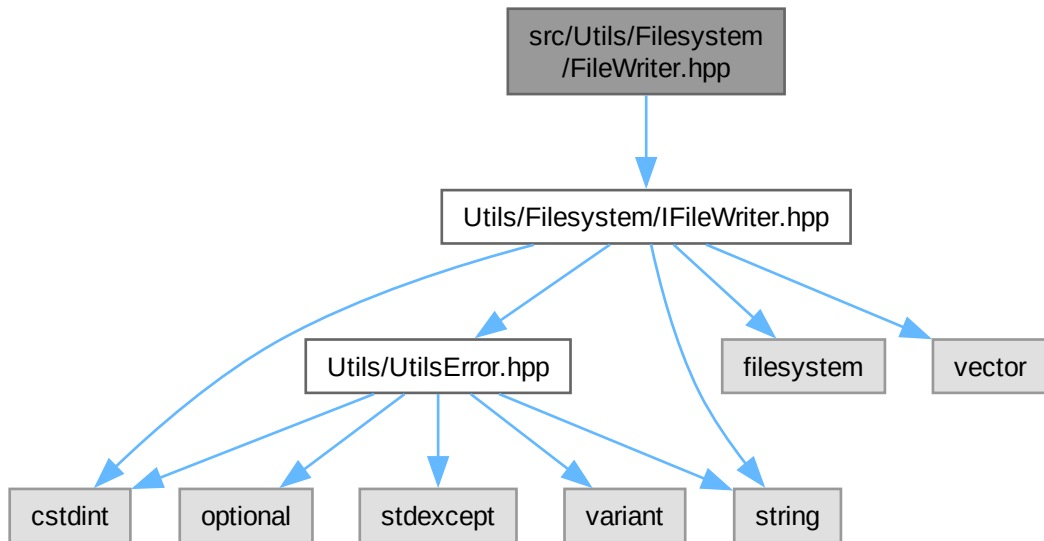 src/Utils/Filesystem
/FileWriter.hpp
Utils/Filesystem/IFileWriter.hpp
Utils/UtilsError.hpp
filesystem
vector
cstdint
optional
stdexcept
variant
string